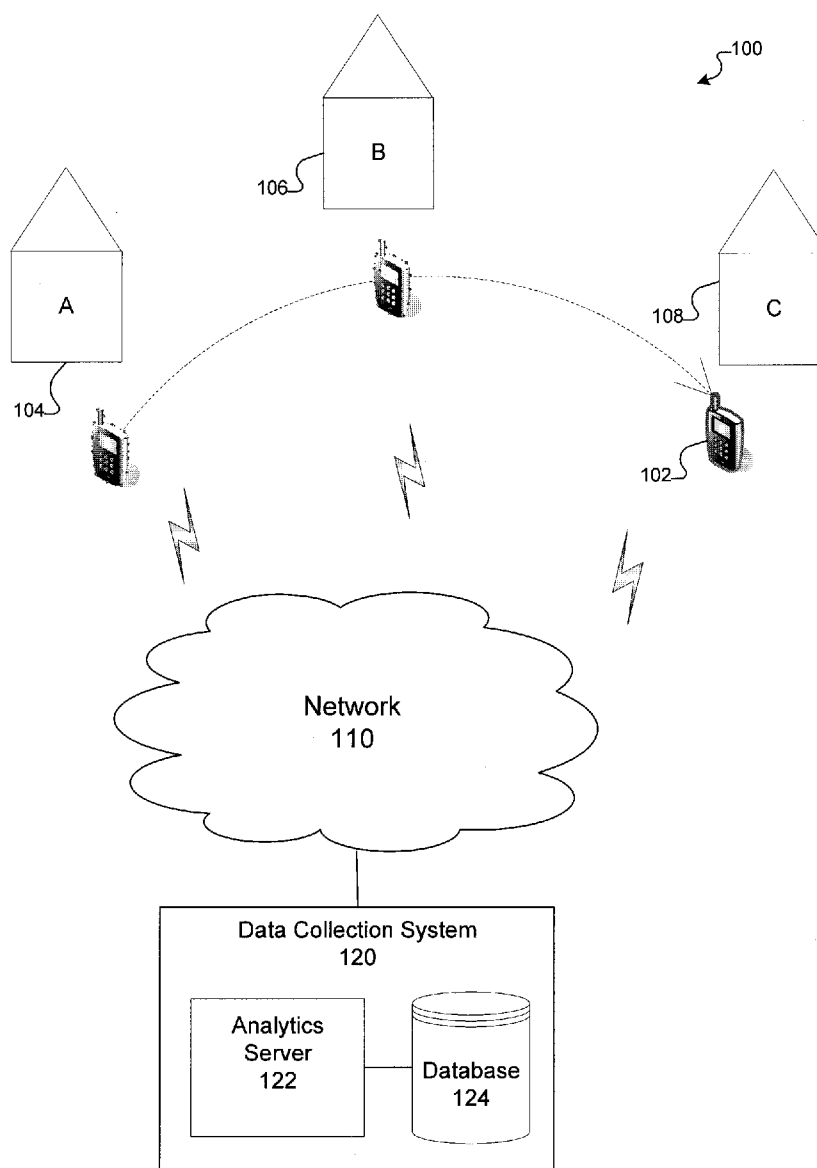 100
B
106
A
104
C
108
102
Network
110
Data Collection System
120
Analytics
Server
122
Database
124